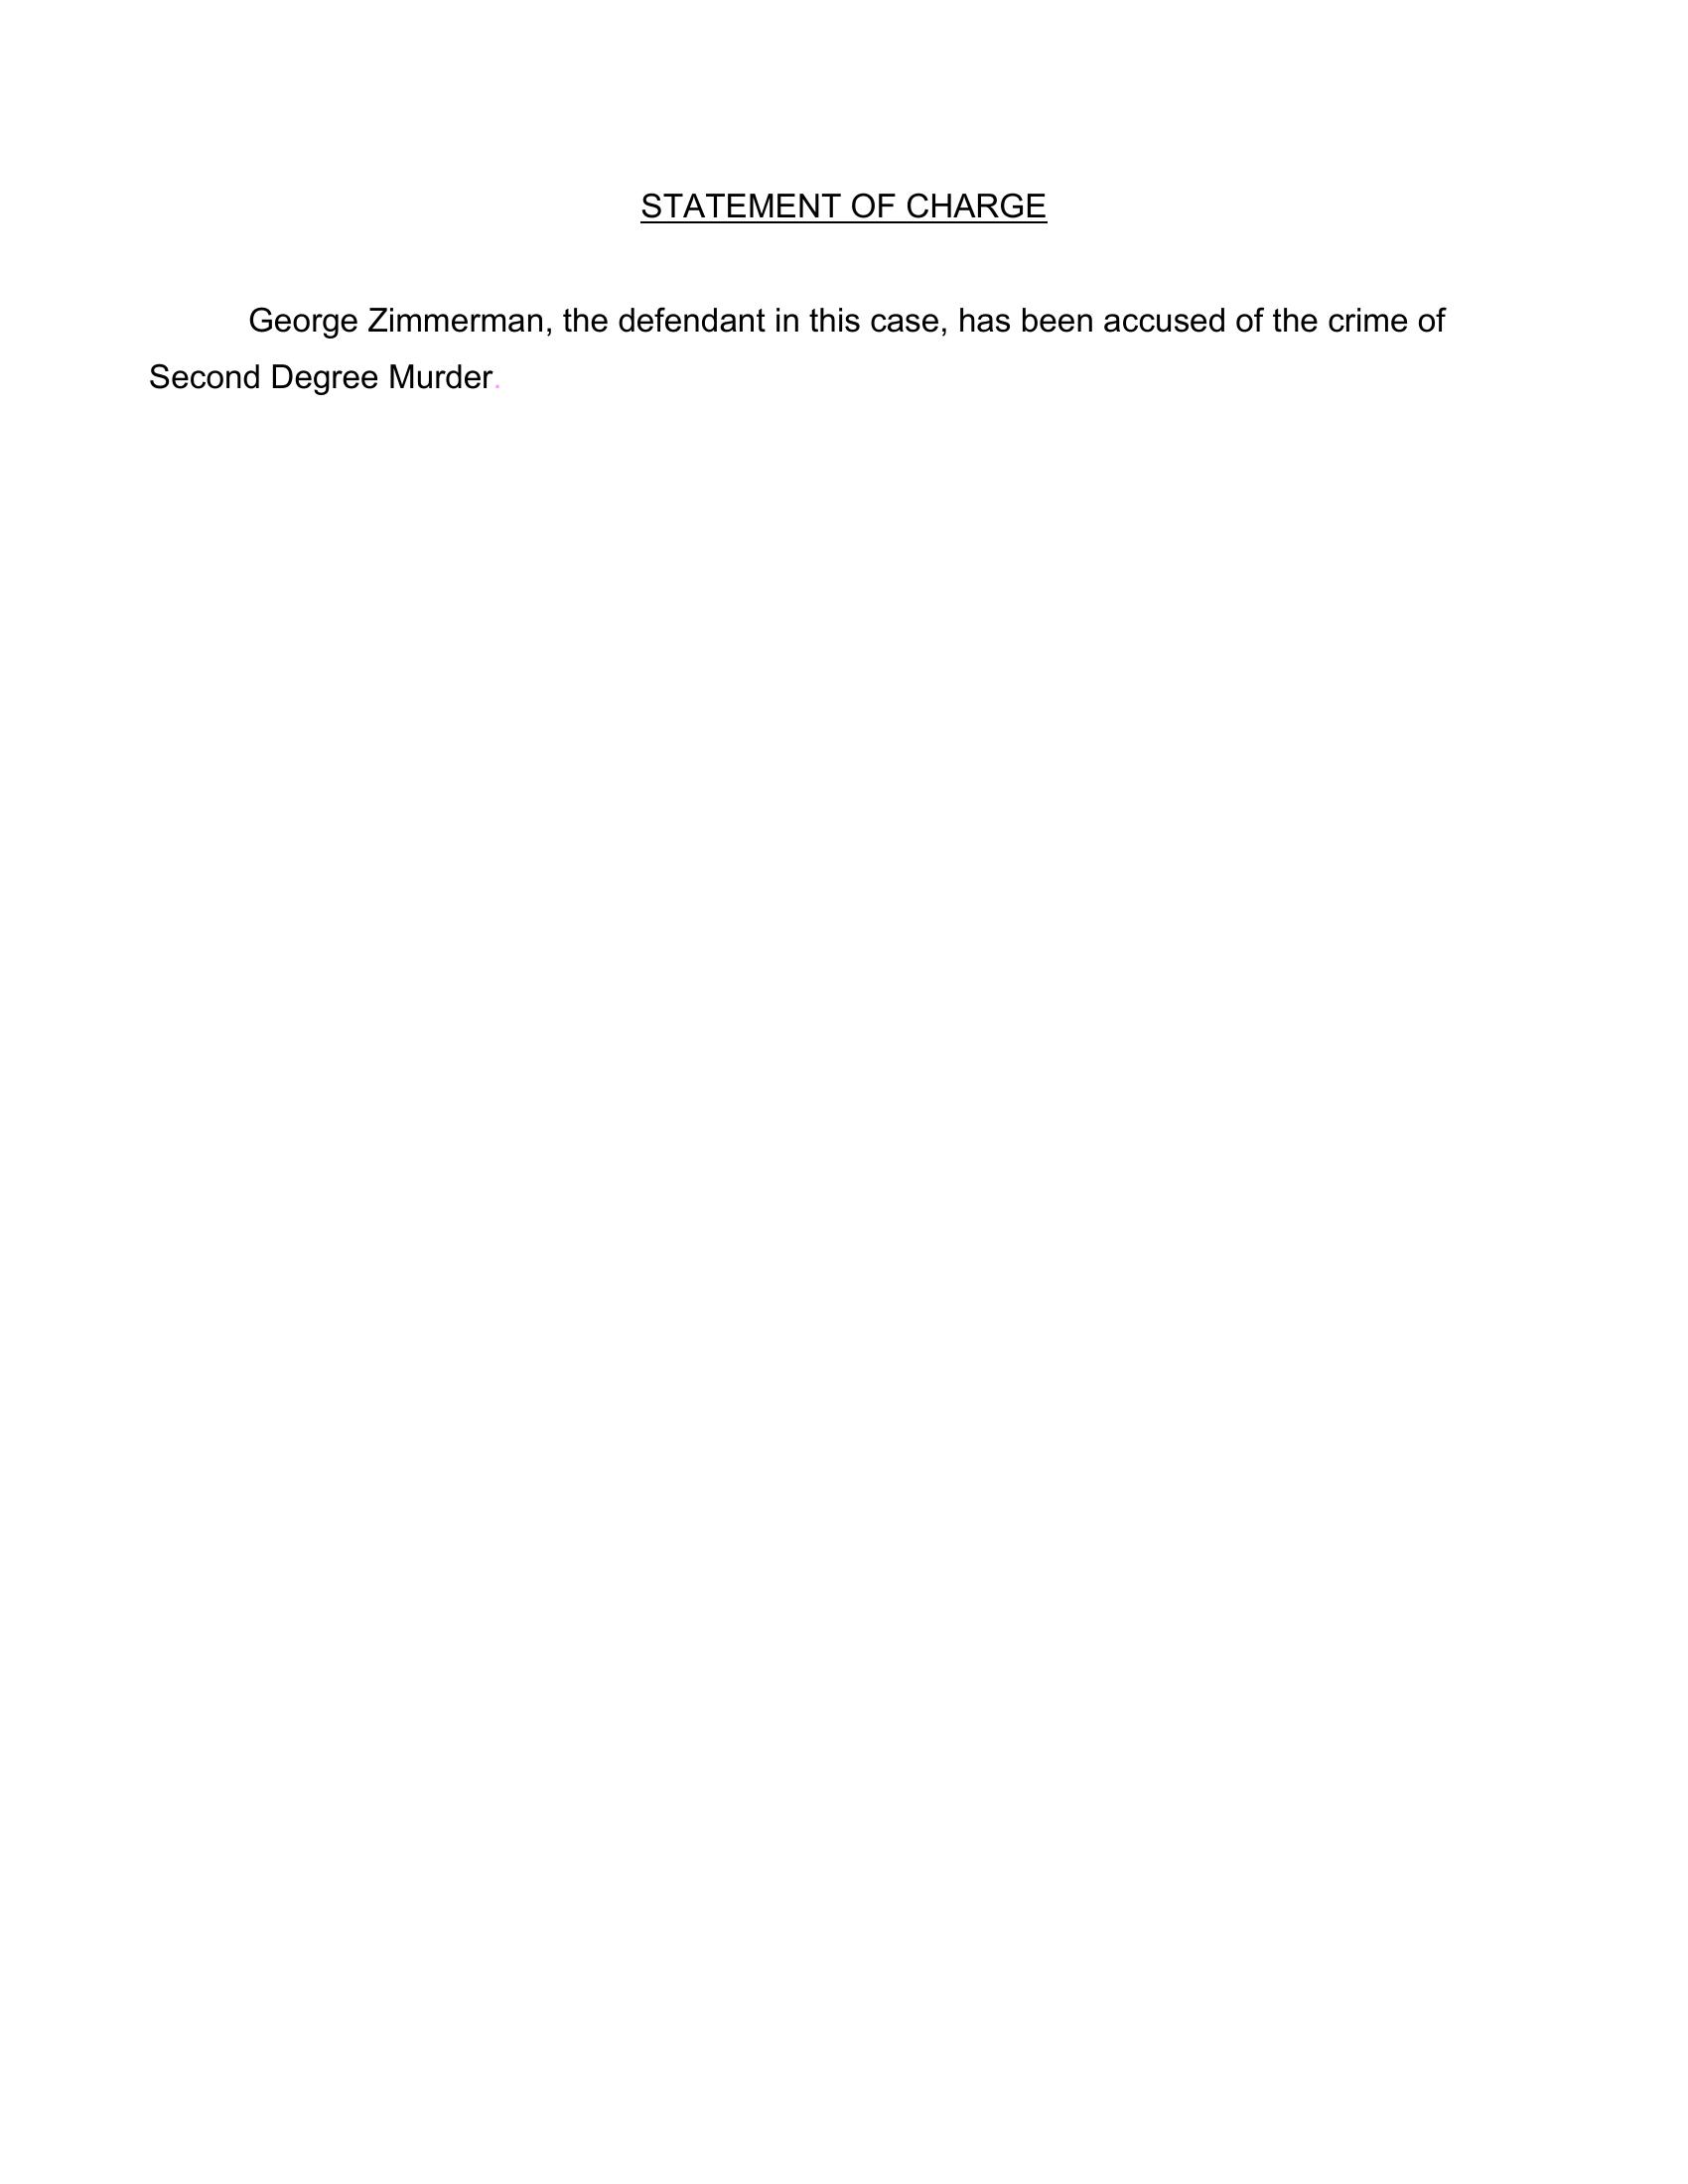 STATEMENT OF CHARGE
George Zimmerman, the defendant in this case, has been accused of the crime of
Second Degree Murder.